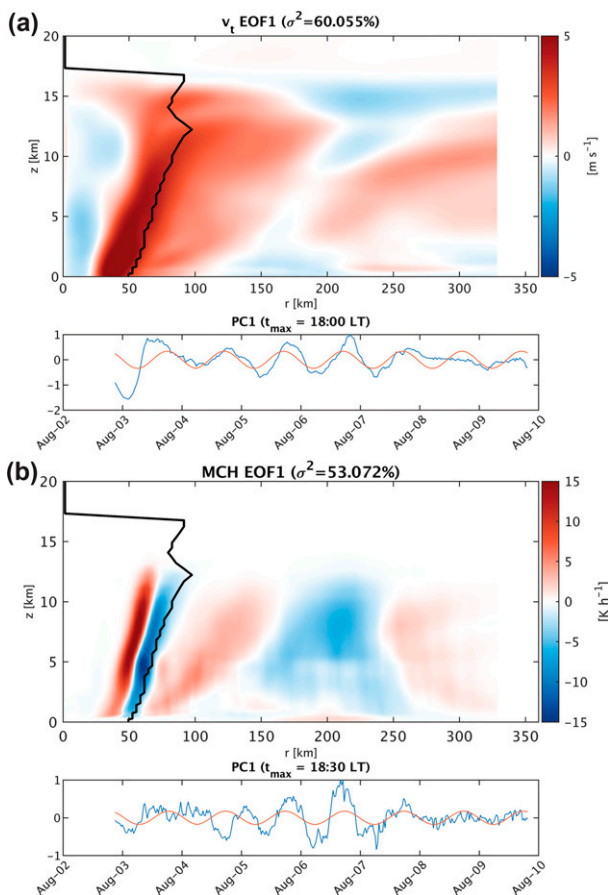 (a)
v_t EOF1 (σ²=60.055%)
20
15
10
5
0
z [km]
0 50 100 150 200 250 300 350
r [km]
5
0
−5
[m s⁻¹]
PC1 (t_max = 18:00 LT)
1
0
−1
−2
Aug−02 Aug−03 Aug−04 Aug−05 Aug−06 Aug−07 Aug−08 Aug−09 Aug−10
(b)
MCH EOF1 (σ²=53.072%)
20
15
10
5
0
z [km]
0 50 100 150 200 250 300 350
r [km]
15
10
5
0
−5
−10
−15
[K h⁻¹]
PC1 (t_max = 18:30 LT)
1
0
−1
Aug−02 Aug−03 Aug−04 Aug−05 Aug−06 Aug−07 Aug−08 Aug−09 Aug−10